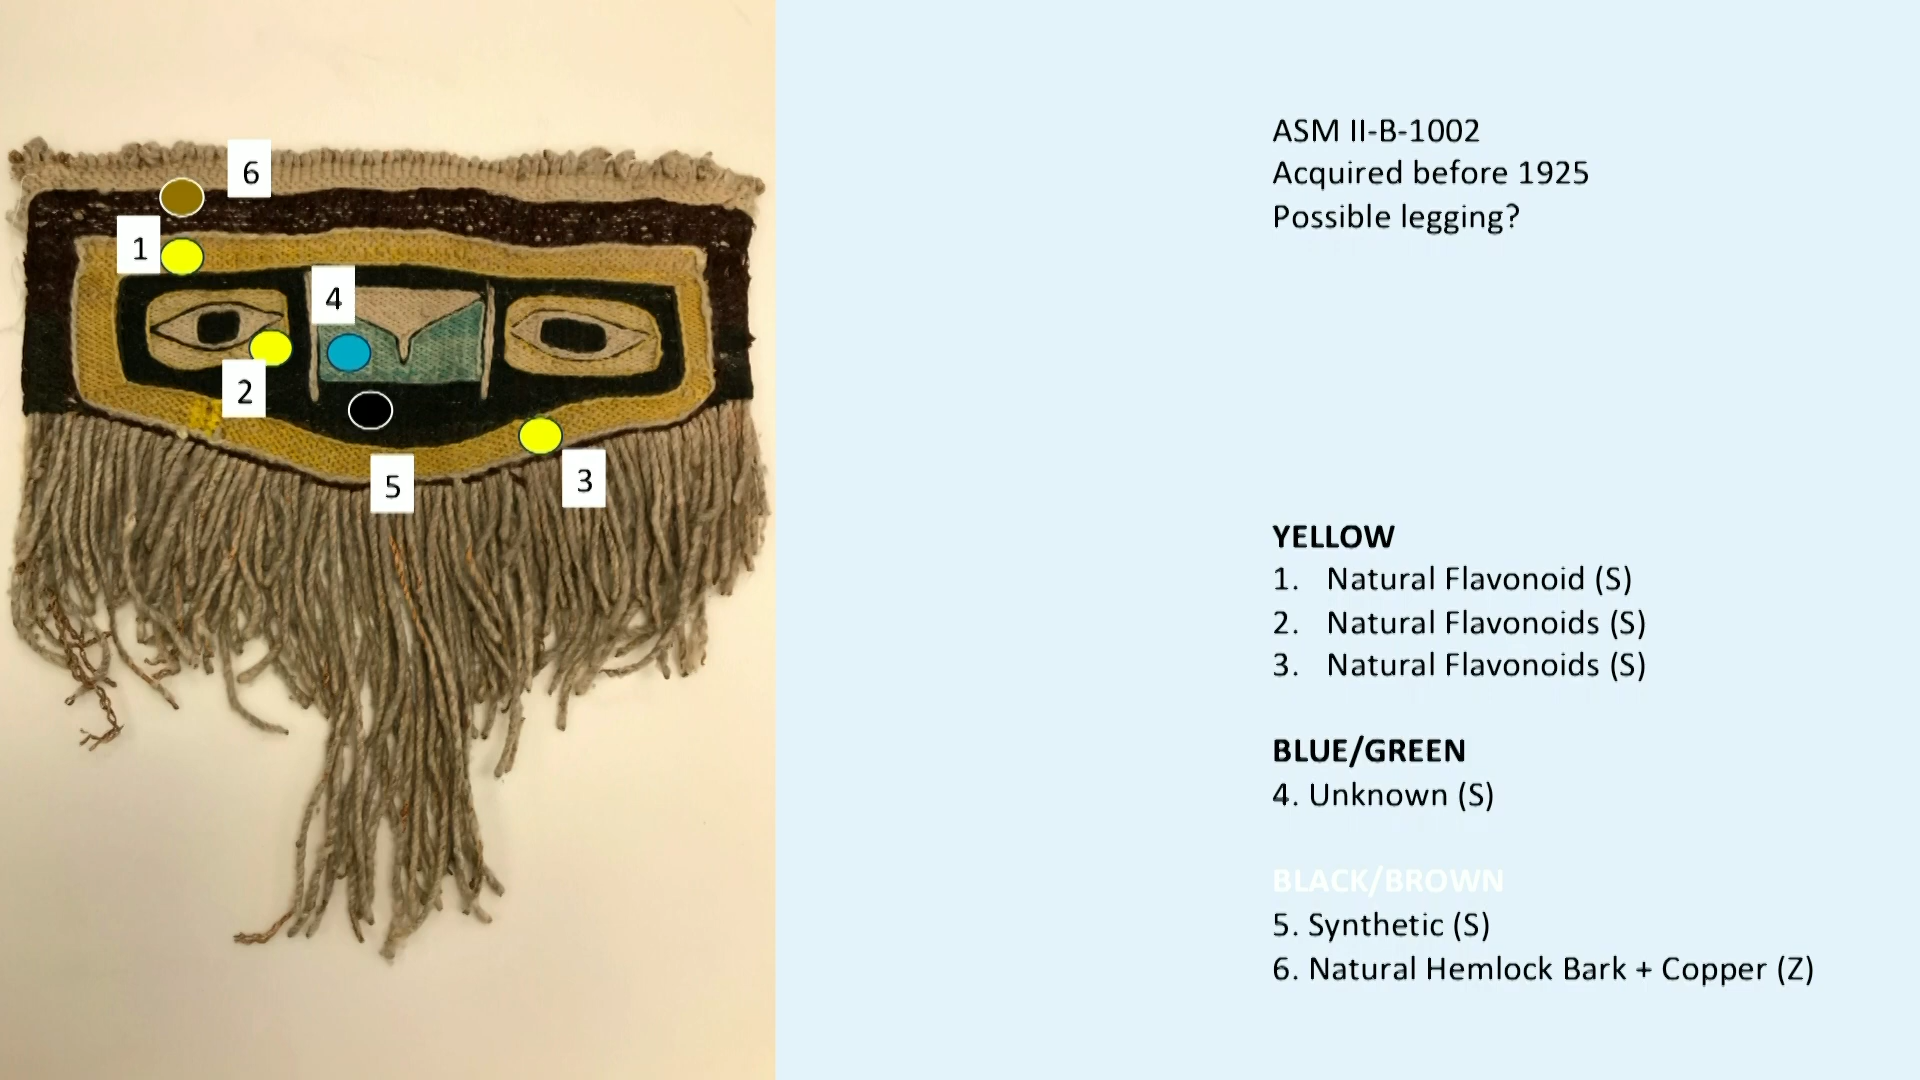 6
1
4
2
5
3
ASM II-B-1002
Acquired before 1925
Possible legging?
YELLOW
1. Natural Flavonoid (S)
2. Natural Flavonoids (S)
3. Natural Flavonoids (S)
BLUE/GREEN
4. Unknown (S)
BLACK/BROWN
5. Synthetic (S)
6. Natural Hemlock Bark + Copper (Z)